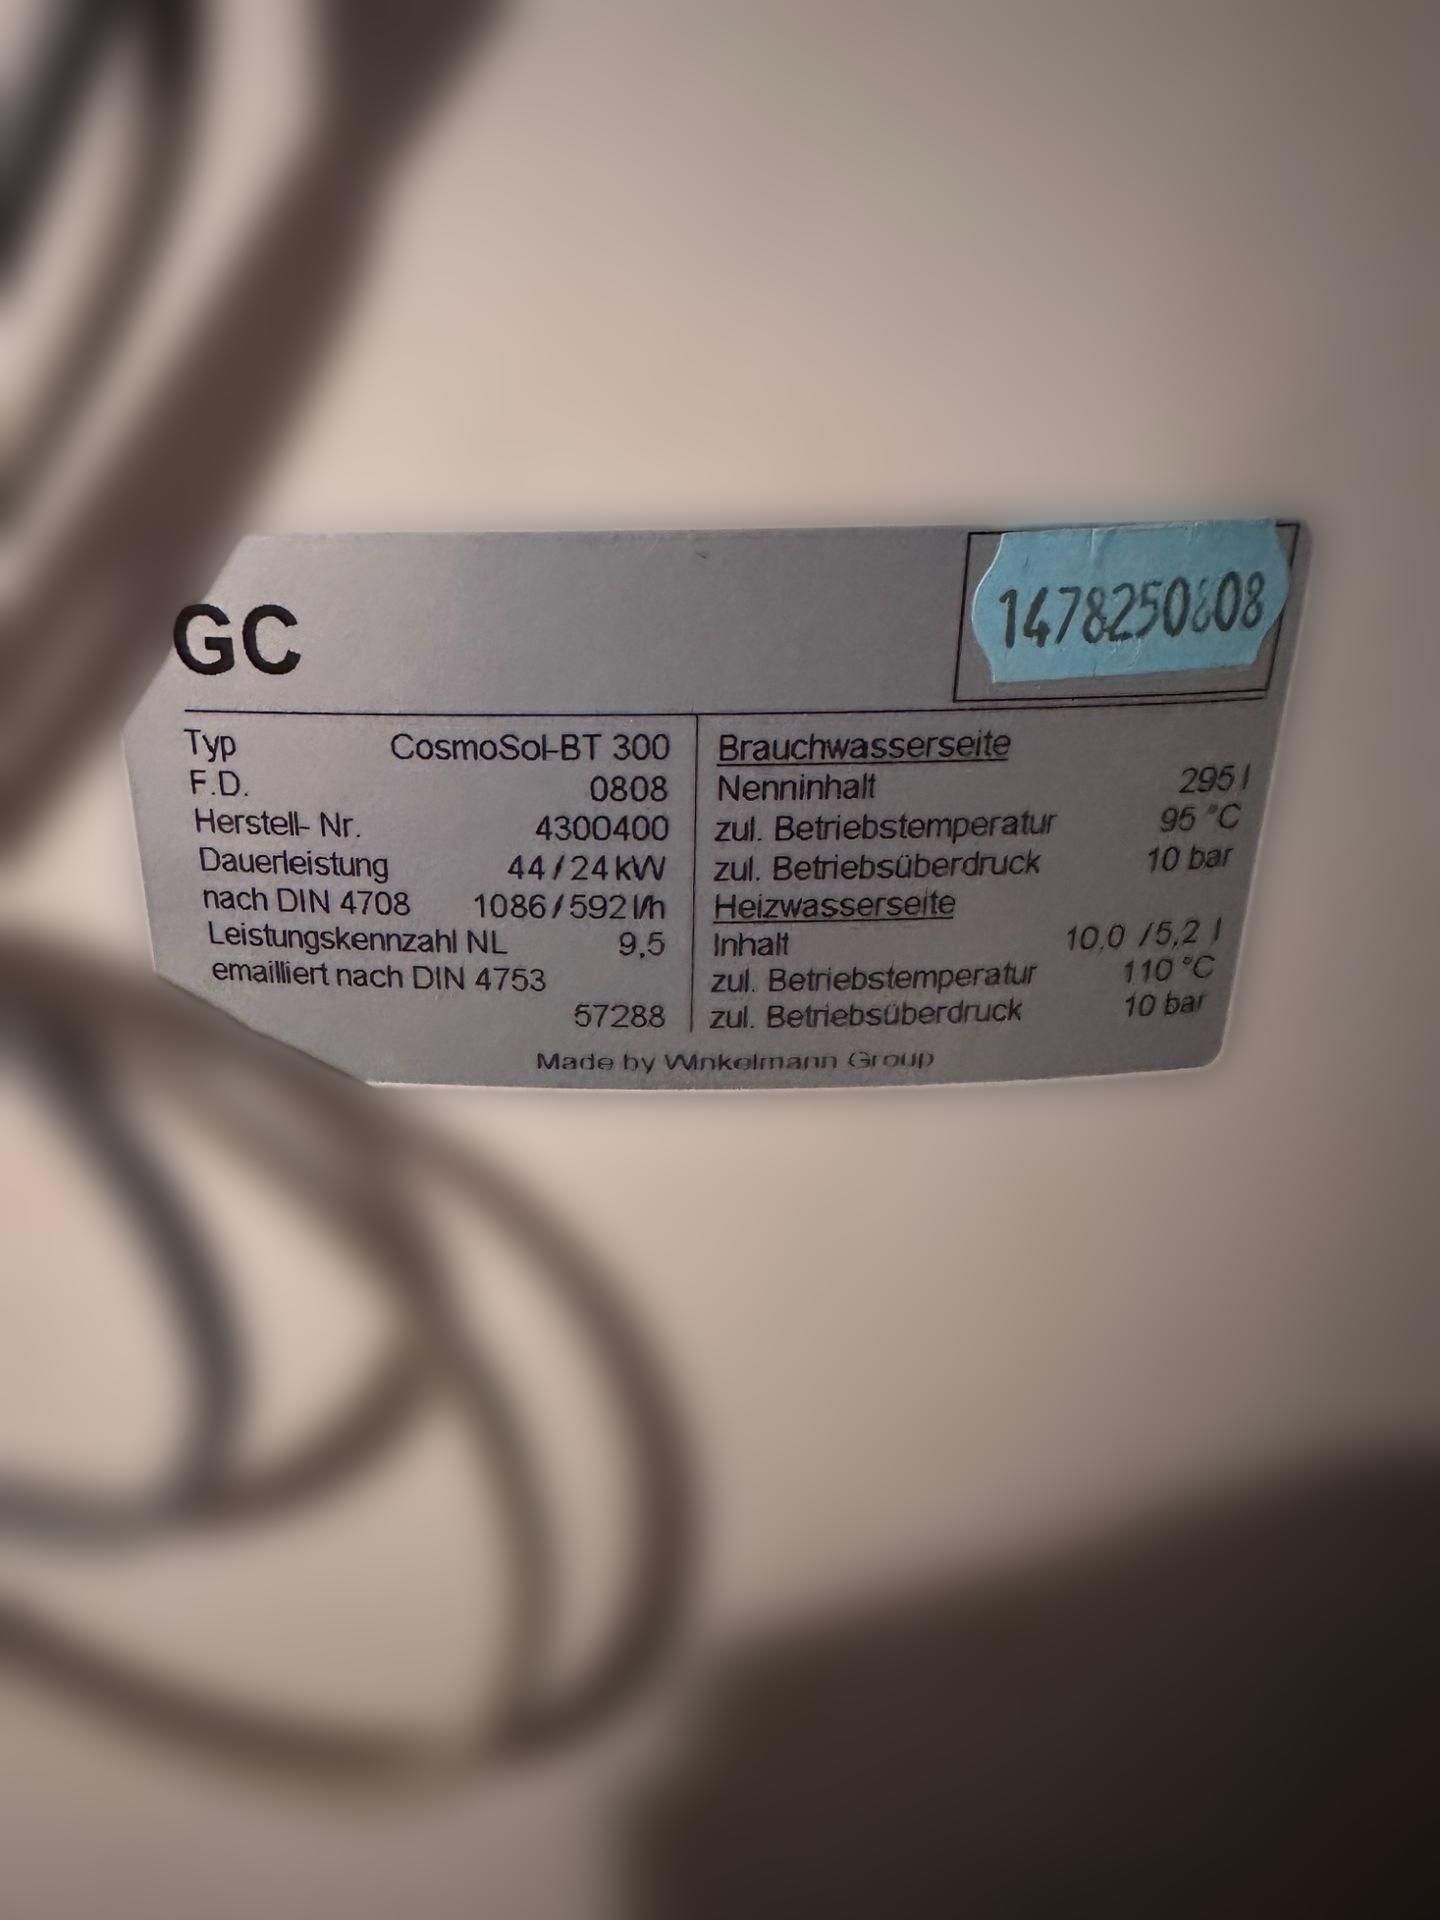 GC
1478250808
Typ CosmoSol-BT 300
F.D. 0808
Herstell- Nr. 4300400
Dauerleistung 44/24 kW
nach DIN 4708 1086/592 l/h
Leistungskennzahl NL 9,5
emailliert nach DIN 4753
57288
Brauchwasserseite
Nenninhalt 295 l
zul. Betriebstemperatur 95 °C
zul. Betriebsüberdruck 10 bar
Heizwasserseite
Inhalt 10,0 /5,2 l
zul. Betriebstemperatur 110 °C
zul. Betriebsüberdruck 10 bar
Made by Winkelmann Group